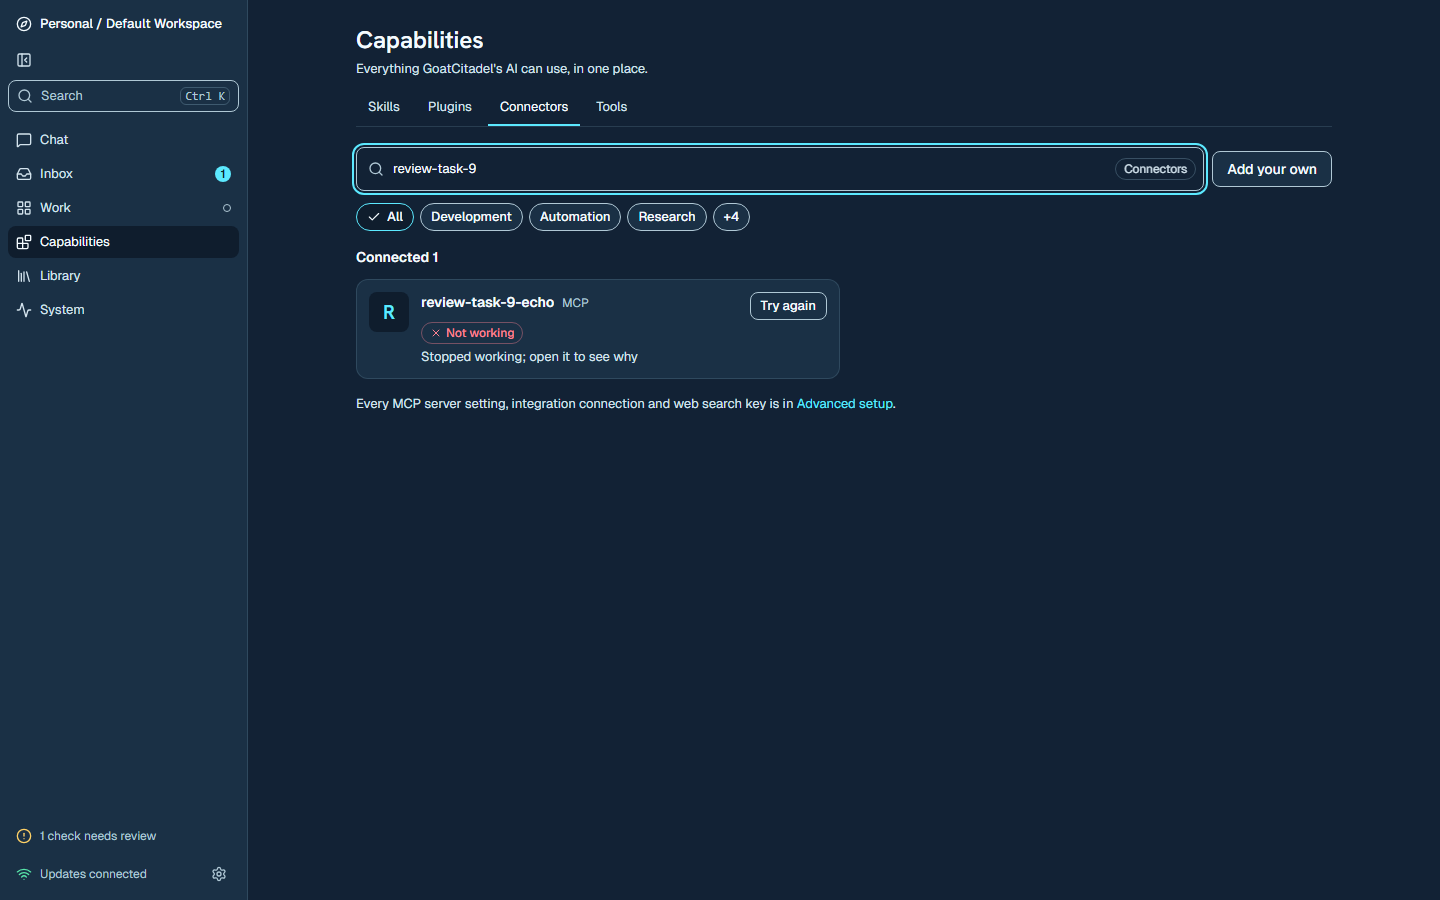 Personal / Default Workspace
Search
Ctrl K
Chat
Inbox
1
Work
Capabilities
Library
System
1 check needs review
Updates connected
Capabilities
Everything GoatCitadel's AI can use, in one place.
Skills
Plugins
Connectors
Tools
review-task-9
Connectors
Add your own
All
Development
Automation
Research
+4
Connected 1
R
review-task-9-echo MCP
Try again
Not working
Stopped working; open it to see why
Every MCP server setting, integration connection and web search key is in Advanced setup.